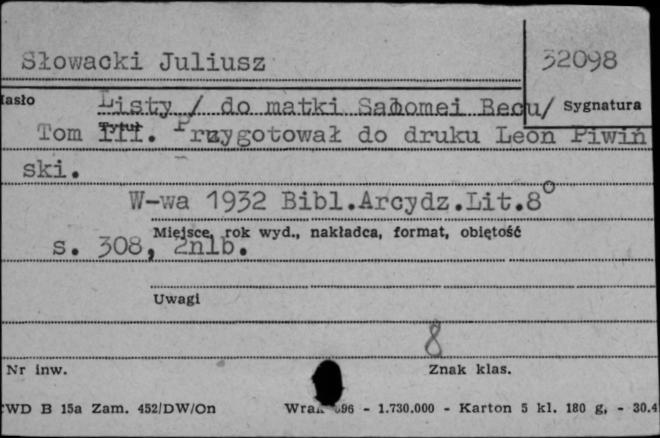 Słowacki Juliusz
32098
Hasło
Sygnatura
Listy / do matki Salomei Becu/
Tytuł
Tom III. Przygotował do druku Leon Piwiń
ski.
W-wa 1932 Bibl.Arcydz.Lit.8°
Miejsce, rok wyd., nakładca, format, objętość
s. 308, 2nlb.
Uwagi
8
Nr inw.
Znak klas.
CWD B 15a Zam. 452/DW/On
- 1.730.000 - Karton 5 kl. 180 g, - 30.4